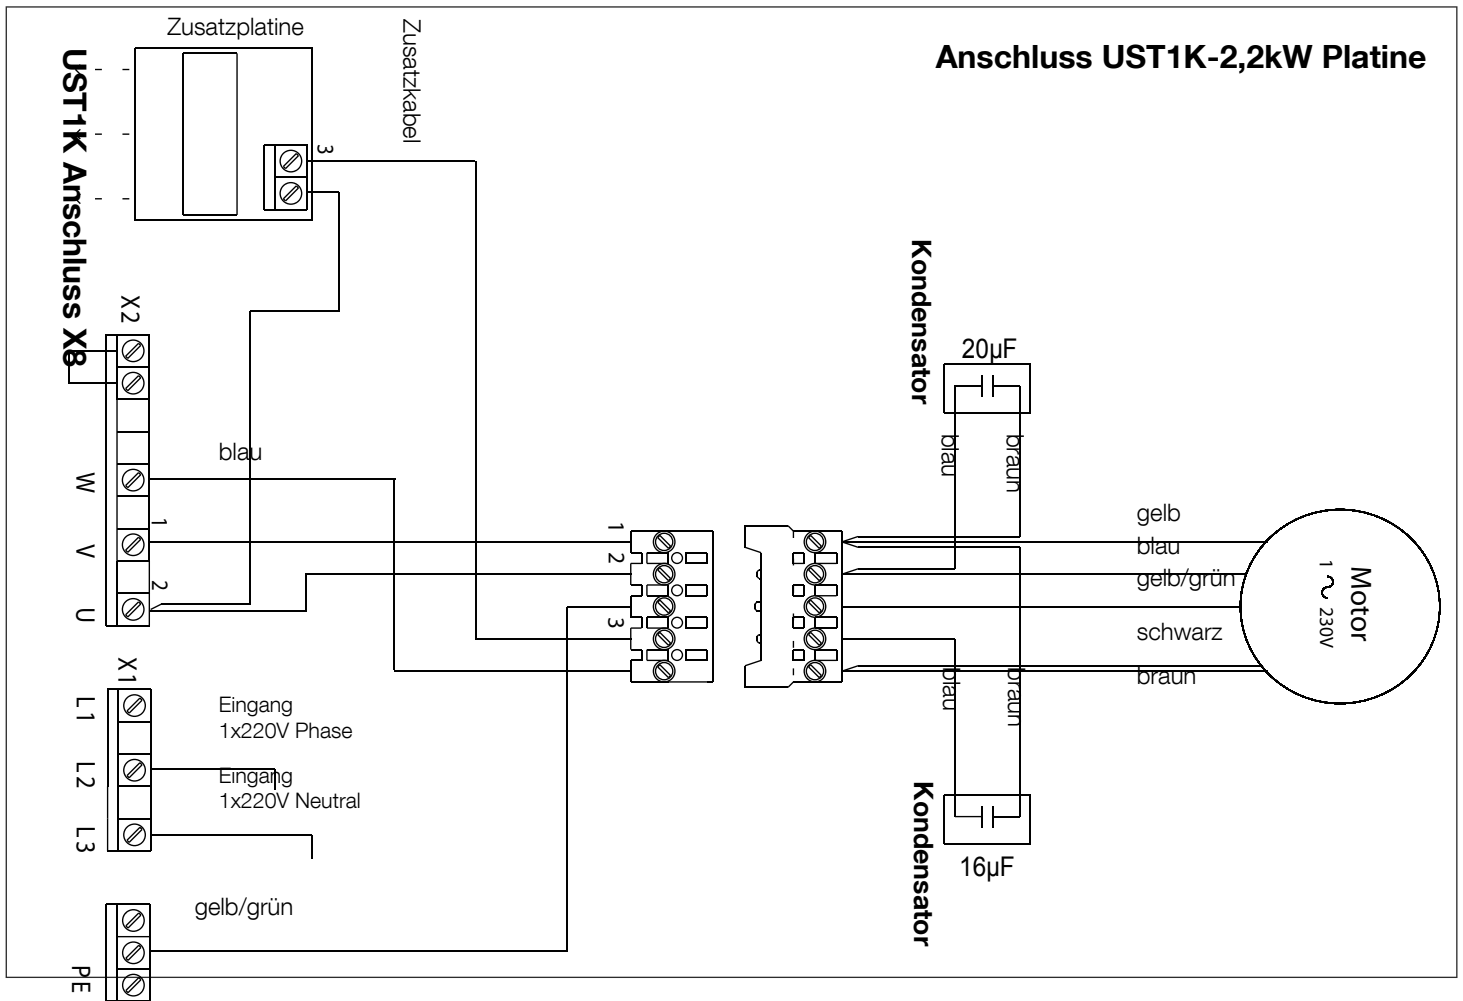 Zusatzplatine
Zusatzkabel
Anschluss UST1K-2,2kW Platine
UST1K Anschluss X8
3
X2
W
V
U
blau
1
2
X1
L1
L2
L3
Eingang
1x220V Phase
Eingang
1x220V Neutral
gelb/grün
PE
1
2
3
Kondensator
20µF
blau
braun
gelb
blau
gelb/grün
schwarz
braun
Motor
1 ~ 230V
blau
braun
Kondensator
16µF